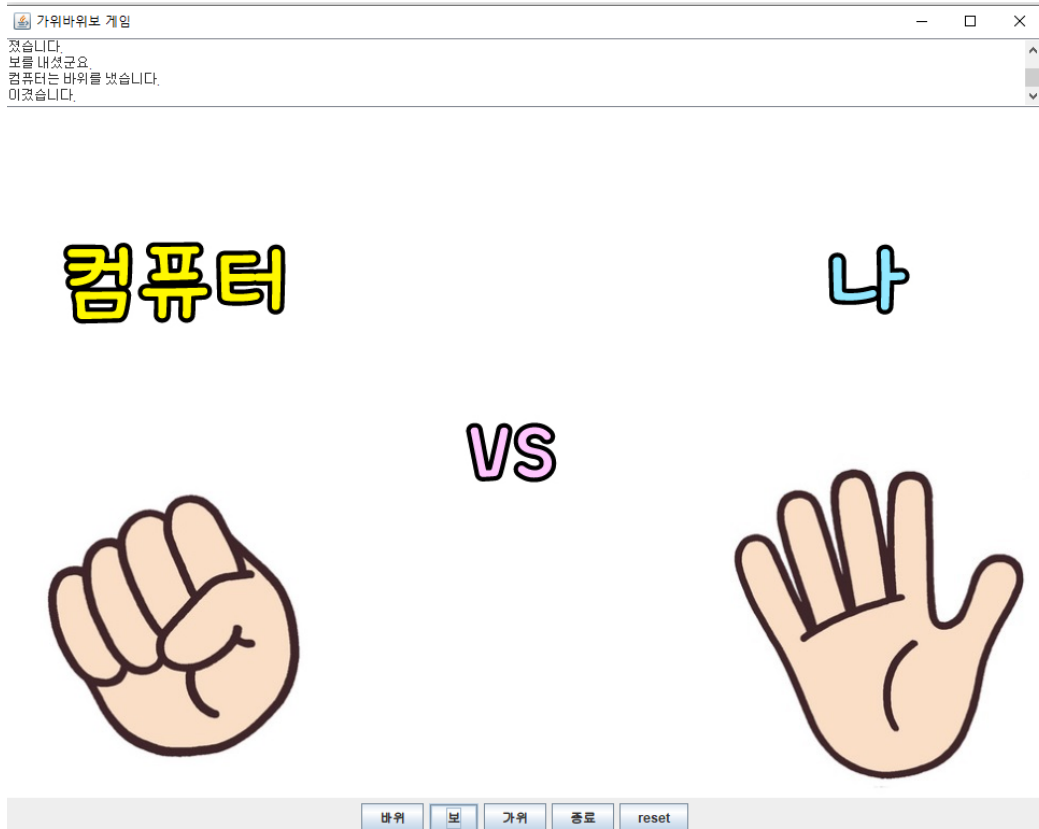 가위바위보 게임
졌습니다.
보를 내셨군요.
컴퓨터는 바위를 냈습니다.
이겼습니다.
컴퓨터 나
VS
바위 보 가위 종료 reset